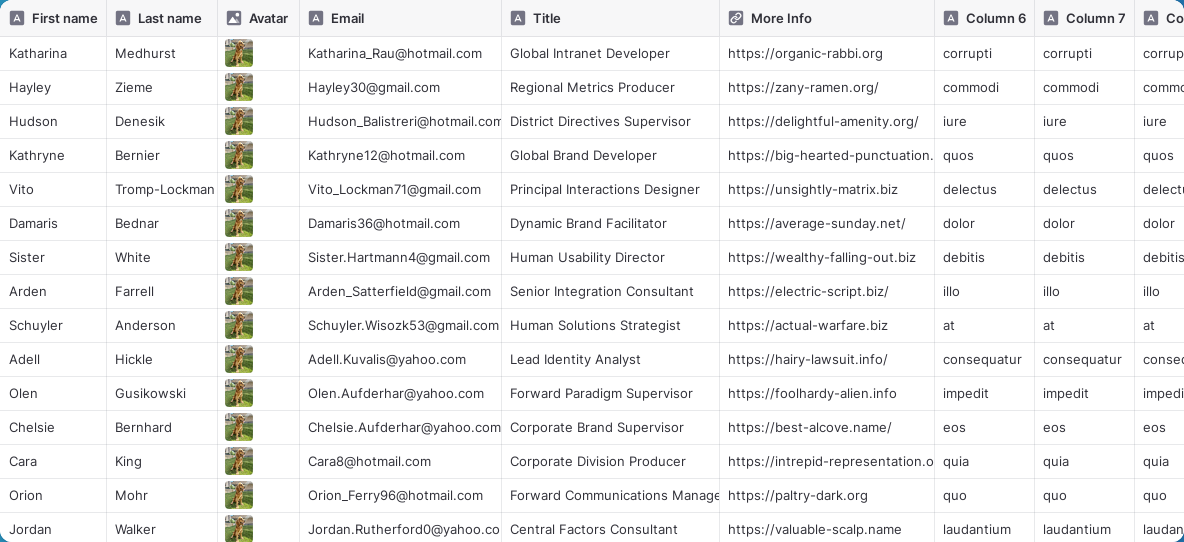 First name Last name Avatar Email Title More Info Column 6 Column 7 Co
Katharina Medhurst Katharina_Rau@hotmail.com Global Intranet Developer https://organic-rabbi.org corrupti corrupti corrup
Hayley Zieme Hayley30@gmail.com Regional Metrics Producer https://zany-ramen.org/ commodi commodi commo
Hudson Denesik Hudson_Balistreri@hotmail.com District Directives Supervisor https://delightful-amenity.org/ iure iure iure
Kathryne Bernier Kathryne12@hotmail.com Global Brand Developer https://big-hearted-punctuation. quos quos quos
Vito Tromp-Lockman Vito_Lockman71@gmail.com Principal Interactions Designer https://unsightly-matrix.biz delectus delectus delectu
Damaris Bednar Damaris36@hotmail.com Dynamic Brand Facilitator https://average-sunday.net/ dolor dolor dolor
Sister White Sister.Hartmann4@gmail.com Human Usability Director https://wealthy-falling-out.biz debitis debitis debitis
Arden Farrell Arden_Satterfield@gmail.com Senior Integration Consultant https://electric-script.biz/ illo illo illo
Schuyler Anderson Schuyler.Wisozk53@gmail.com Human Solutions Strategist https://actual-warfare.biz at at at
Adell Hickle Adell.Kuvalis@yahoo.com Lead Identity Analyst https://hairy-lawsuit.info/ consequatur consequatur consec
Olen Gusikowski Olen.Aufderhar@yahoo.com Forward Paradigm Supervisor https://foolhardy-alien.info impedit impedit impedi
Chelsie Bernhard Chelsie.Aufderhar@yahoo.com Corporate Brand Supervisor https://best-alcove.name/ eos eos eos
Cara King Cara8@hotmail.com Corporate Division Producer https://intrepid-representation.o quia quia quia
Orion Mohr Orion_Ferry96@hotmail.com Forward Communications Manage https://paltry-dark.org quo quo quo
Jordan Walker Jordan.Rutherford0@yahoo.co Central Factors Consultant https://valuable-scalp.name laudantium laudantium laudan